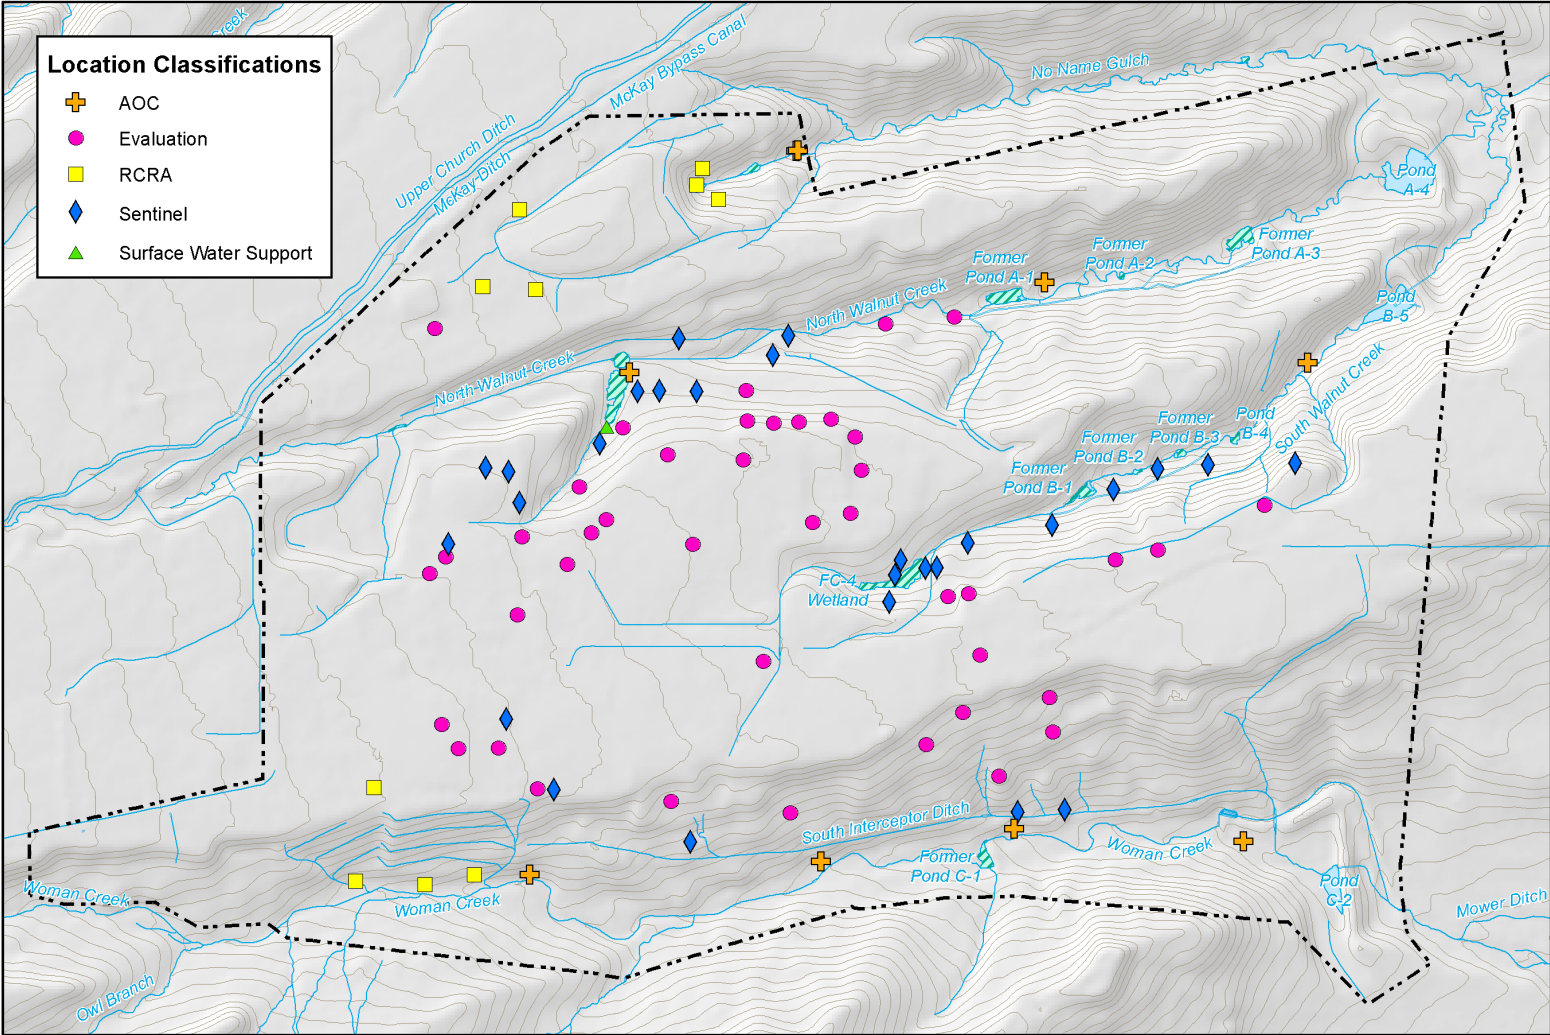 Creek
Location Classifications
AOC
Evaluation
RCRA
Sentinel
Surface Water Support
Upper Church Ditch
McKay Ditch
McKay Bypass Canal
No Name Gulch
Pond
A-4
Former
Pond A-3
Former
Pond A-2
Former
Pond A-1
North Walnut Creek
Pond
B-5
North Walnut Creek
South Walnut Creek
Pond
B-4
Former
Pond B-3
Former
Pond B-2
Former
Pond B-1
FC-4
Wetland
South Interceptor Ditch
Woman Creek
Former
Pond C-1
Pond
C-2
Mower Ditch
Woman Creek
Woman Creek
Owl Branch